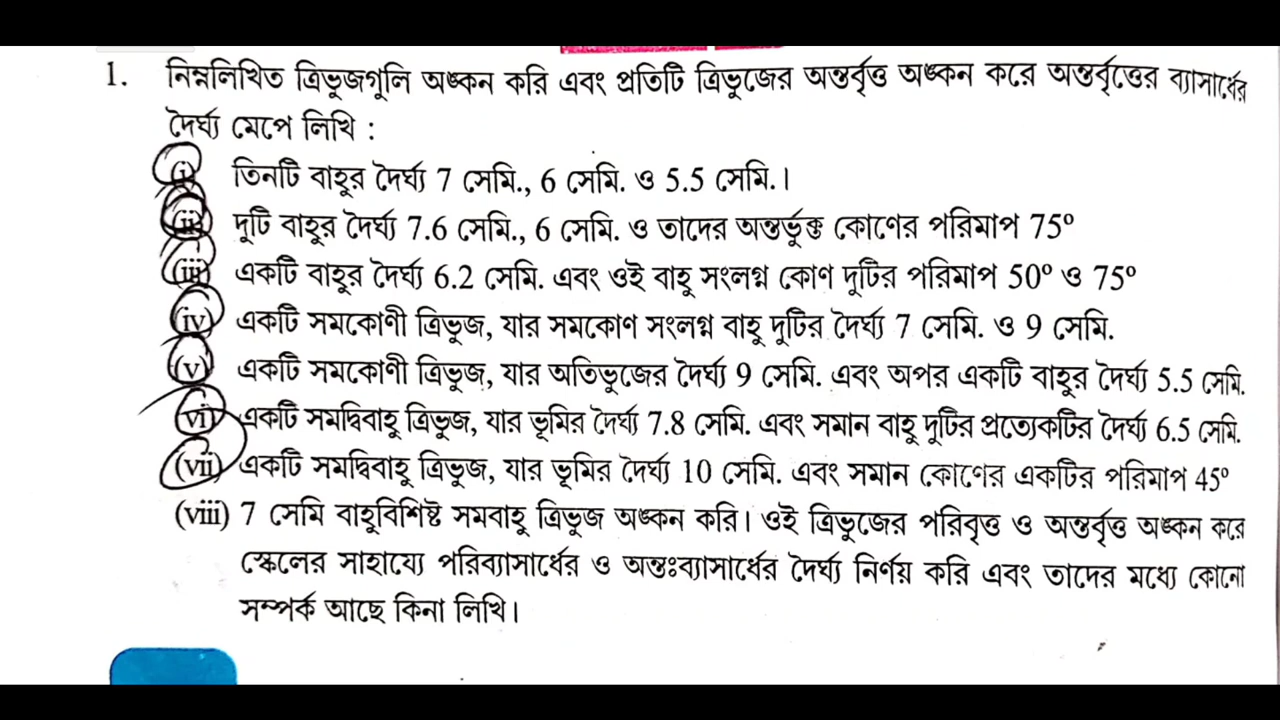 1. নিম্নলিখিত ত্রিভুজগুলি অঙ্কন করি এবং প্রতিটি ত্রিভুজের অন্তর্বৃত্ত অঙ্কন করে অন্তর্বৃত্তের ব্যাসার্ধের
দৈর্ঘ্য মেপে লিখি :
(i) তিনটি বাহুর দৈর্ঘ্য 7 সেমি., 6 সেমি. ও 5.5 সেমি.।
(ii) দুটি বাহুর দৈর্ঘ্য 7.6 সেমি., 6 সেমি. ও তাদের অন্তর্ভুক্ত কোণের পরিমাপ 75°
(iii) একটি বাহুর দৈর্ঘ্য 6.2 সেমি. এবং ওই বাহু সংলগ্ন কোণ দুটির পরিমাপ 50° ও 75°
(iv) একটি সমকোণী ত্রিভুজ, যার সমকোণ সংলগ্ন বাহু দুটির দৈর্ঘ্য 7 সেমি. ও 9 সেমি.
(v) একটি সমকোণী ত্রিভুজ, যার অতিভুজের দৈর্ঘ্য 9 সেমি. এবং অপর একটি বাহুর দৈর্ঘ্য 5.5 সেমি.
(vi) একটি সমদ্বিবাহু ত্রিভুজ, যার ভূমির দৈর্ঘ্য 7.8 সেমি. এবং সমান বাহু দুটির প্রত্যেকটির দৈর্ঘ্য 6.5 সেমি.
(vii) একটি সমদ্বিবাহু ত্রিভুজ, যার ভূমির দৈর্ঘ্য 10 সেমি. এবং সমান কোণের একটির পরিমাপ 45°
(viii) 7 সেমি বাহুবিশিষ্ট সমবাহু ত্রিভুজ অঙ্কন করি। ওই ত্রিভুজের পরিবৃত্ত ও অন্তর্বৃত্ত অঙ্কন করে
স্কেলের সাহায্যে পরিব্যাসার্ধের ও অন্তঃব্যাসার্ধের দৈর্ঘ্য নির্ণয় করি এবং তাদের মধ্যে কোনো
সম্পর্ক আছে কিনা লিখি।